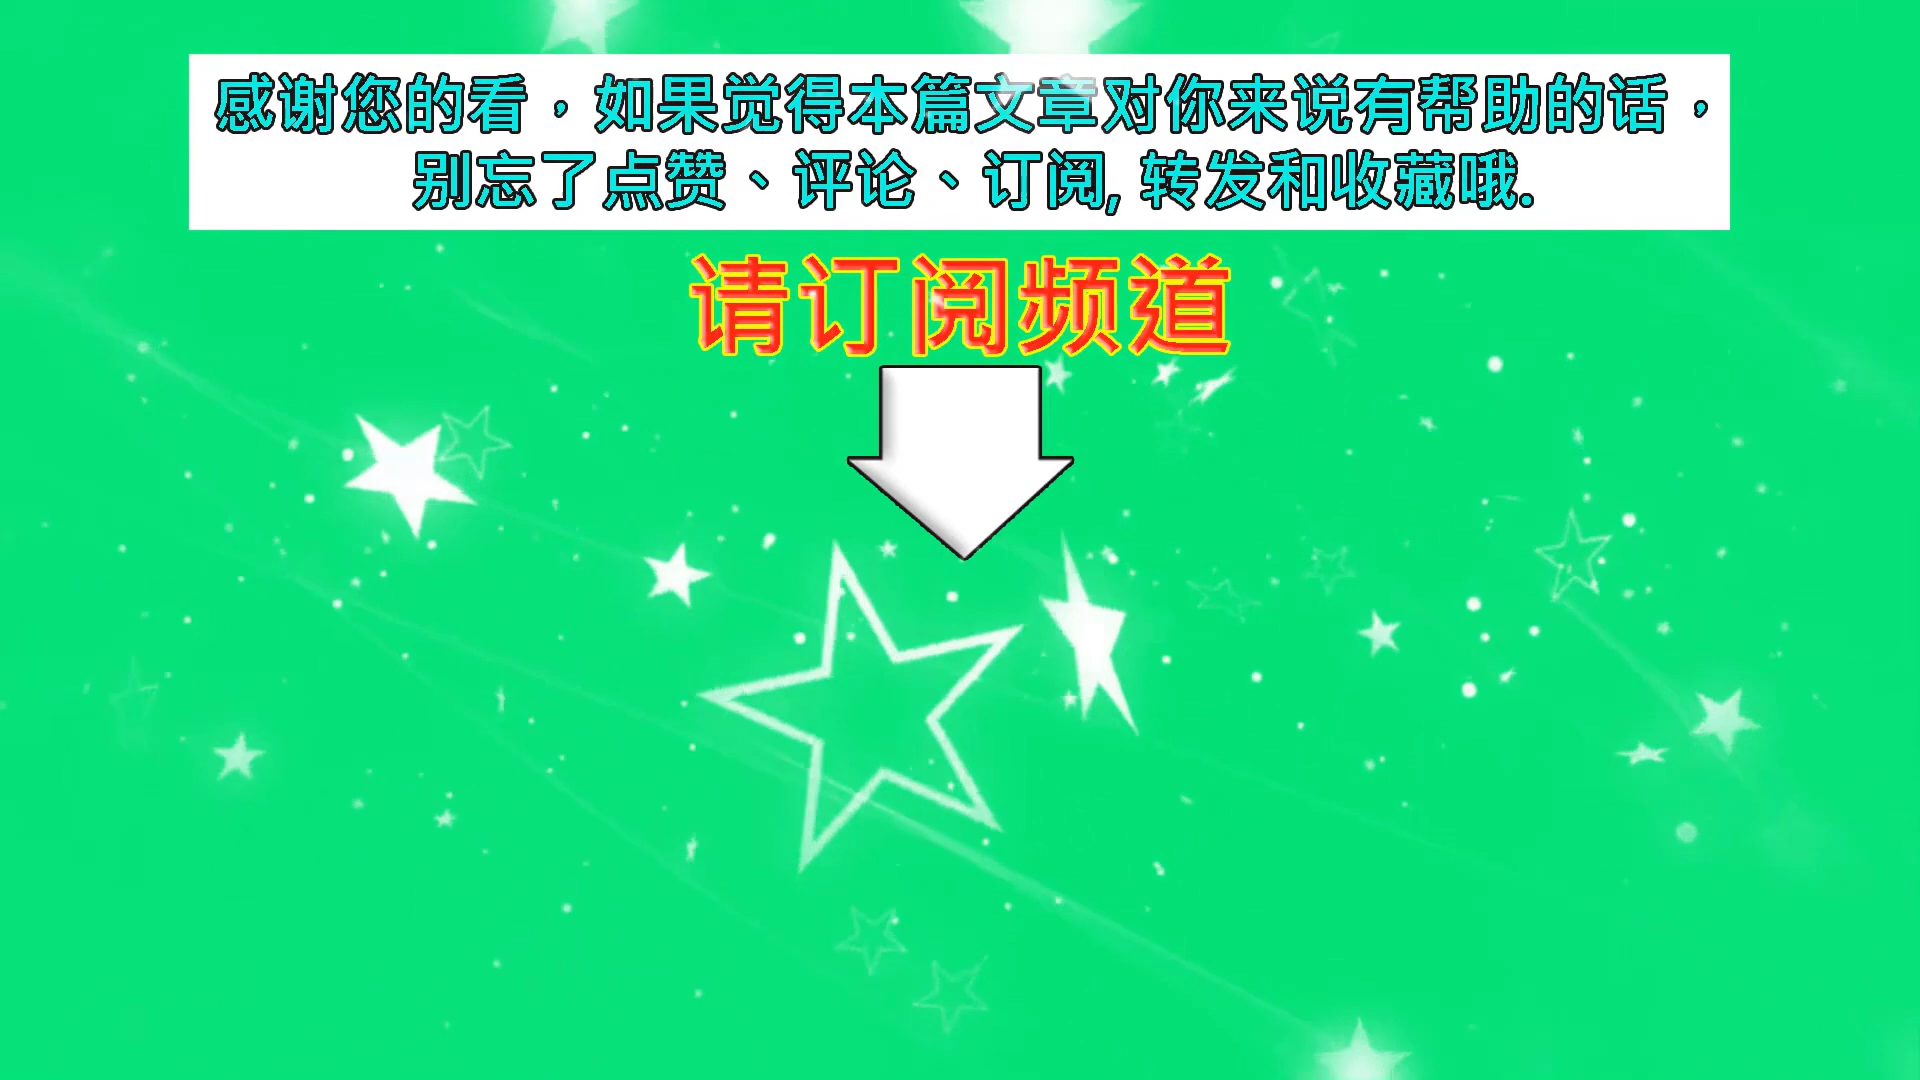 感谢您的看，如果觉得本篇文章对你来说有帮助的话，
别忘了点赞、评论、订阅, 转发和收藏哦.
请订阅频道